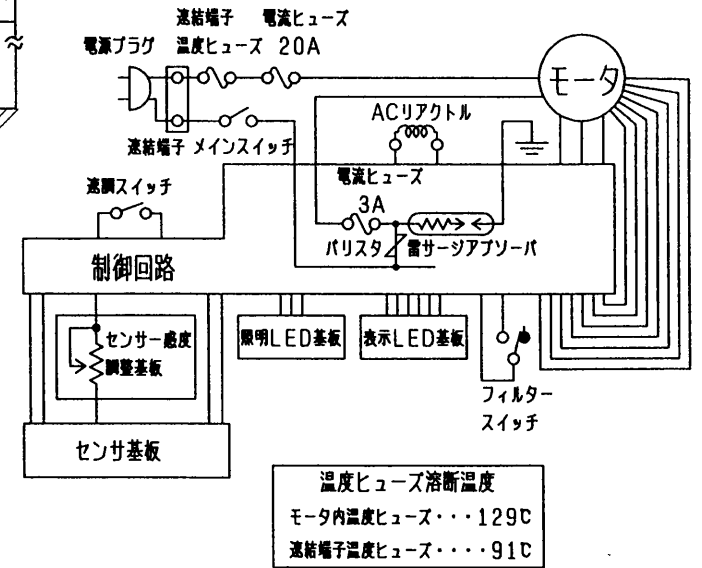 速結端子 電流ヒューズ
電源プラグ 温度ヒューズ 20A
モータ
ACリアクトル
速結端子 メインスイッチ
電流ヒューズ
速調スイッチ
3A
バリスタ 雷サージアブソーバ
制御回路
センサー感度
調整基板
照明LED基板 表示LED基板
フィルター
スイッチ
センサ基板
温度ヒューズ溶断温度
モータ内温度ヒューズ・・・129℃
速結端子温度ヒューズ・・・・91℃